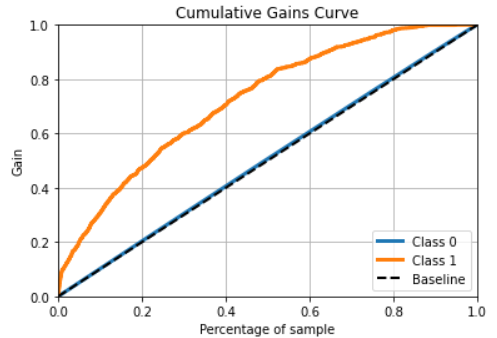 Cumulative Gains Curve
1.0
0.8
0.6
0.4
0.2
0.0
Gain
Class 0
Class 1
Baseline
0.0 0.2 0.4 0.6 0.8 1.0
Percentage of sample